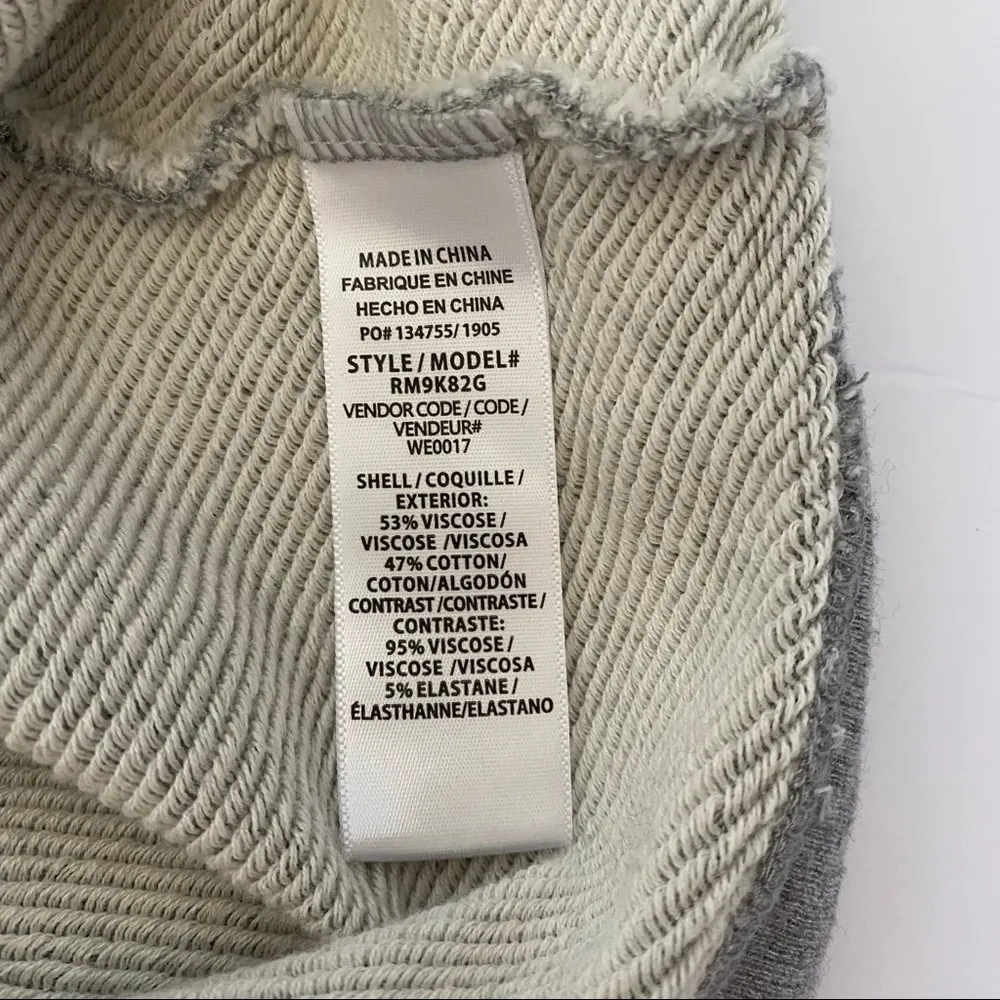 MADE IN CHINA
FABRIQUE EN CHINE
HECHO EN CHINA
PO# 134755/1905
STYLE / MODEL#
RM9K82G
VENDOR CODE / CODE /
VENDEUR#
WE0017
SHELL / COQUILLE /
EXTERIOR:
53% VISCOSE /
VISCOSE /VISCOSA
47% COTTON/
COTON/ALGODÓN
CONTRAST /CONTRASTE /
CONTRASTE:
95% VISCOSE /
VISCOSE /VISCOSA
5% ELASTANE /
ÉLASTHANNE/ELASTANO